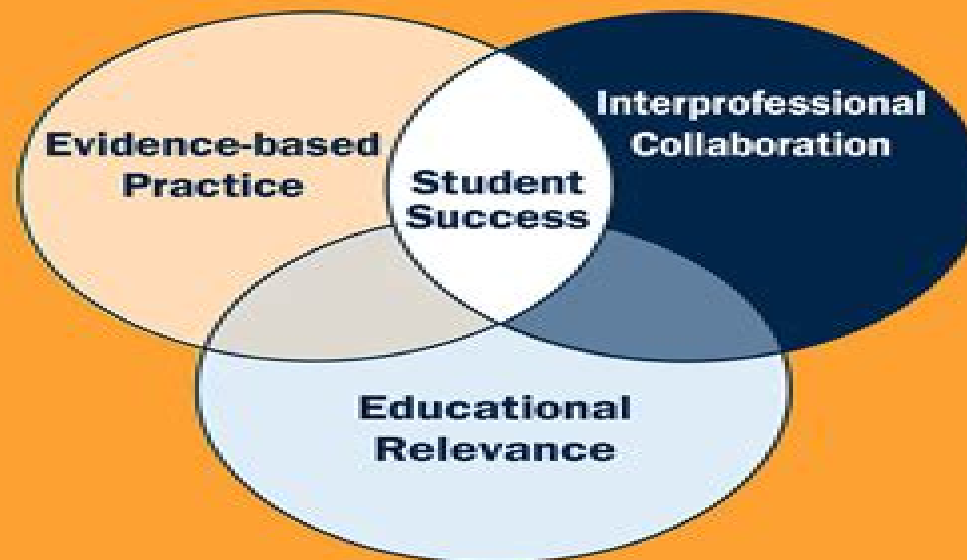 Evidence-based
Practice
Student
Success
Interprofessional
Collaboration
Educational
Relevance